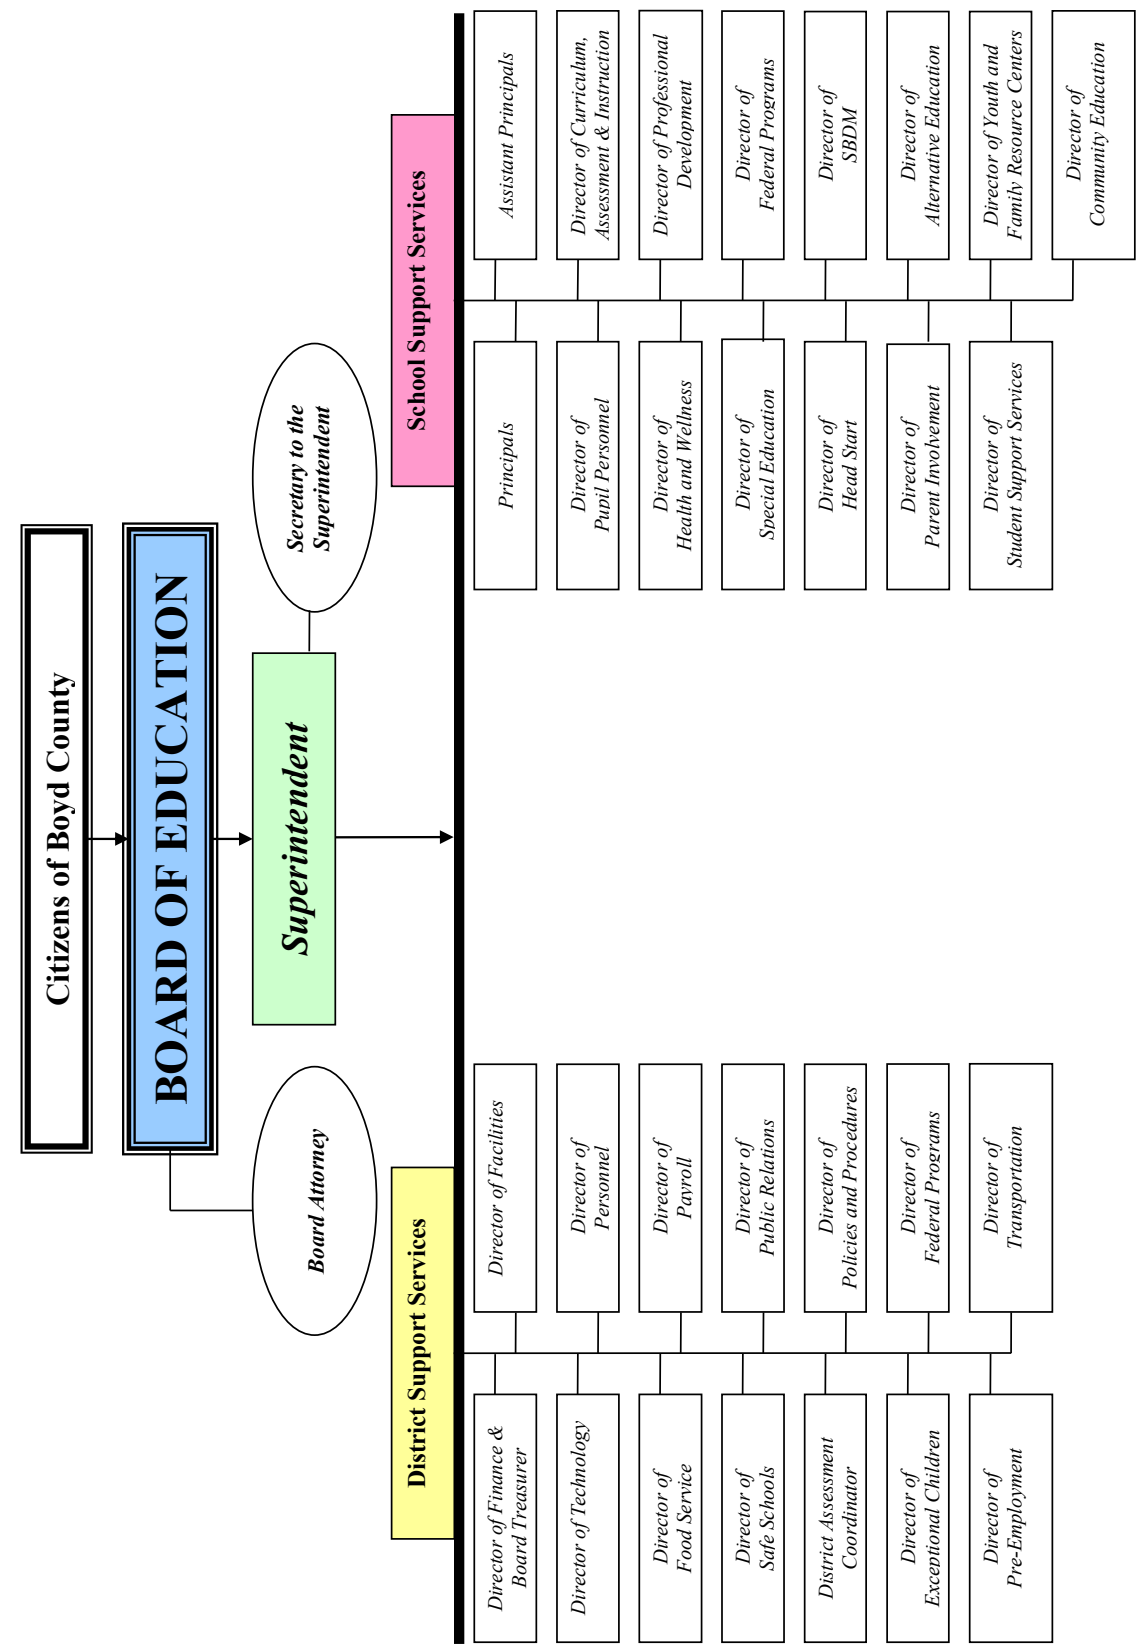 Citizens of Boyd County
BOARD OF EDUCATION
Board Attorney
Superintendent
Secretary to the
Superintendent
District Support Services
School Support Services
Director of Finance &
Board Treasurer
Director of Facilities
Director of Technology
Director of
Personnel
Director of
Food Service
Director of
Payroll
Director of
Safe Schools
Director of
Public Relations
District Assessment
Coordinator
Director of
Policies and Procedures
Director of
Exceptional Children
Director of
Federal Programs
Director of
Pre-Employment
Director of
Transportation
Principals
Assistant Principals
Director of
Pupil Personnel
Director of Curriculum,
Assessment & Instruction
Director of
Health and Wellness
Director of Professional
Development
Director of
Special Education
Director of
Federal Programs
Director of
Head Start
Director of
SBDM
Director of
Parent Involvement
Director of
Alternative Education
Director of
Student Support Services
Director of Youth and
Family Resource Centers
Director of
Community Education